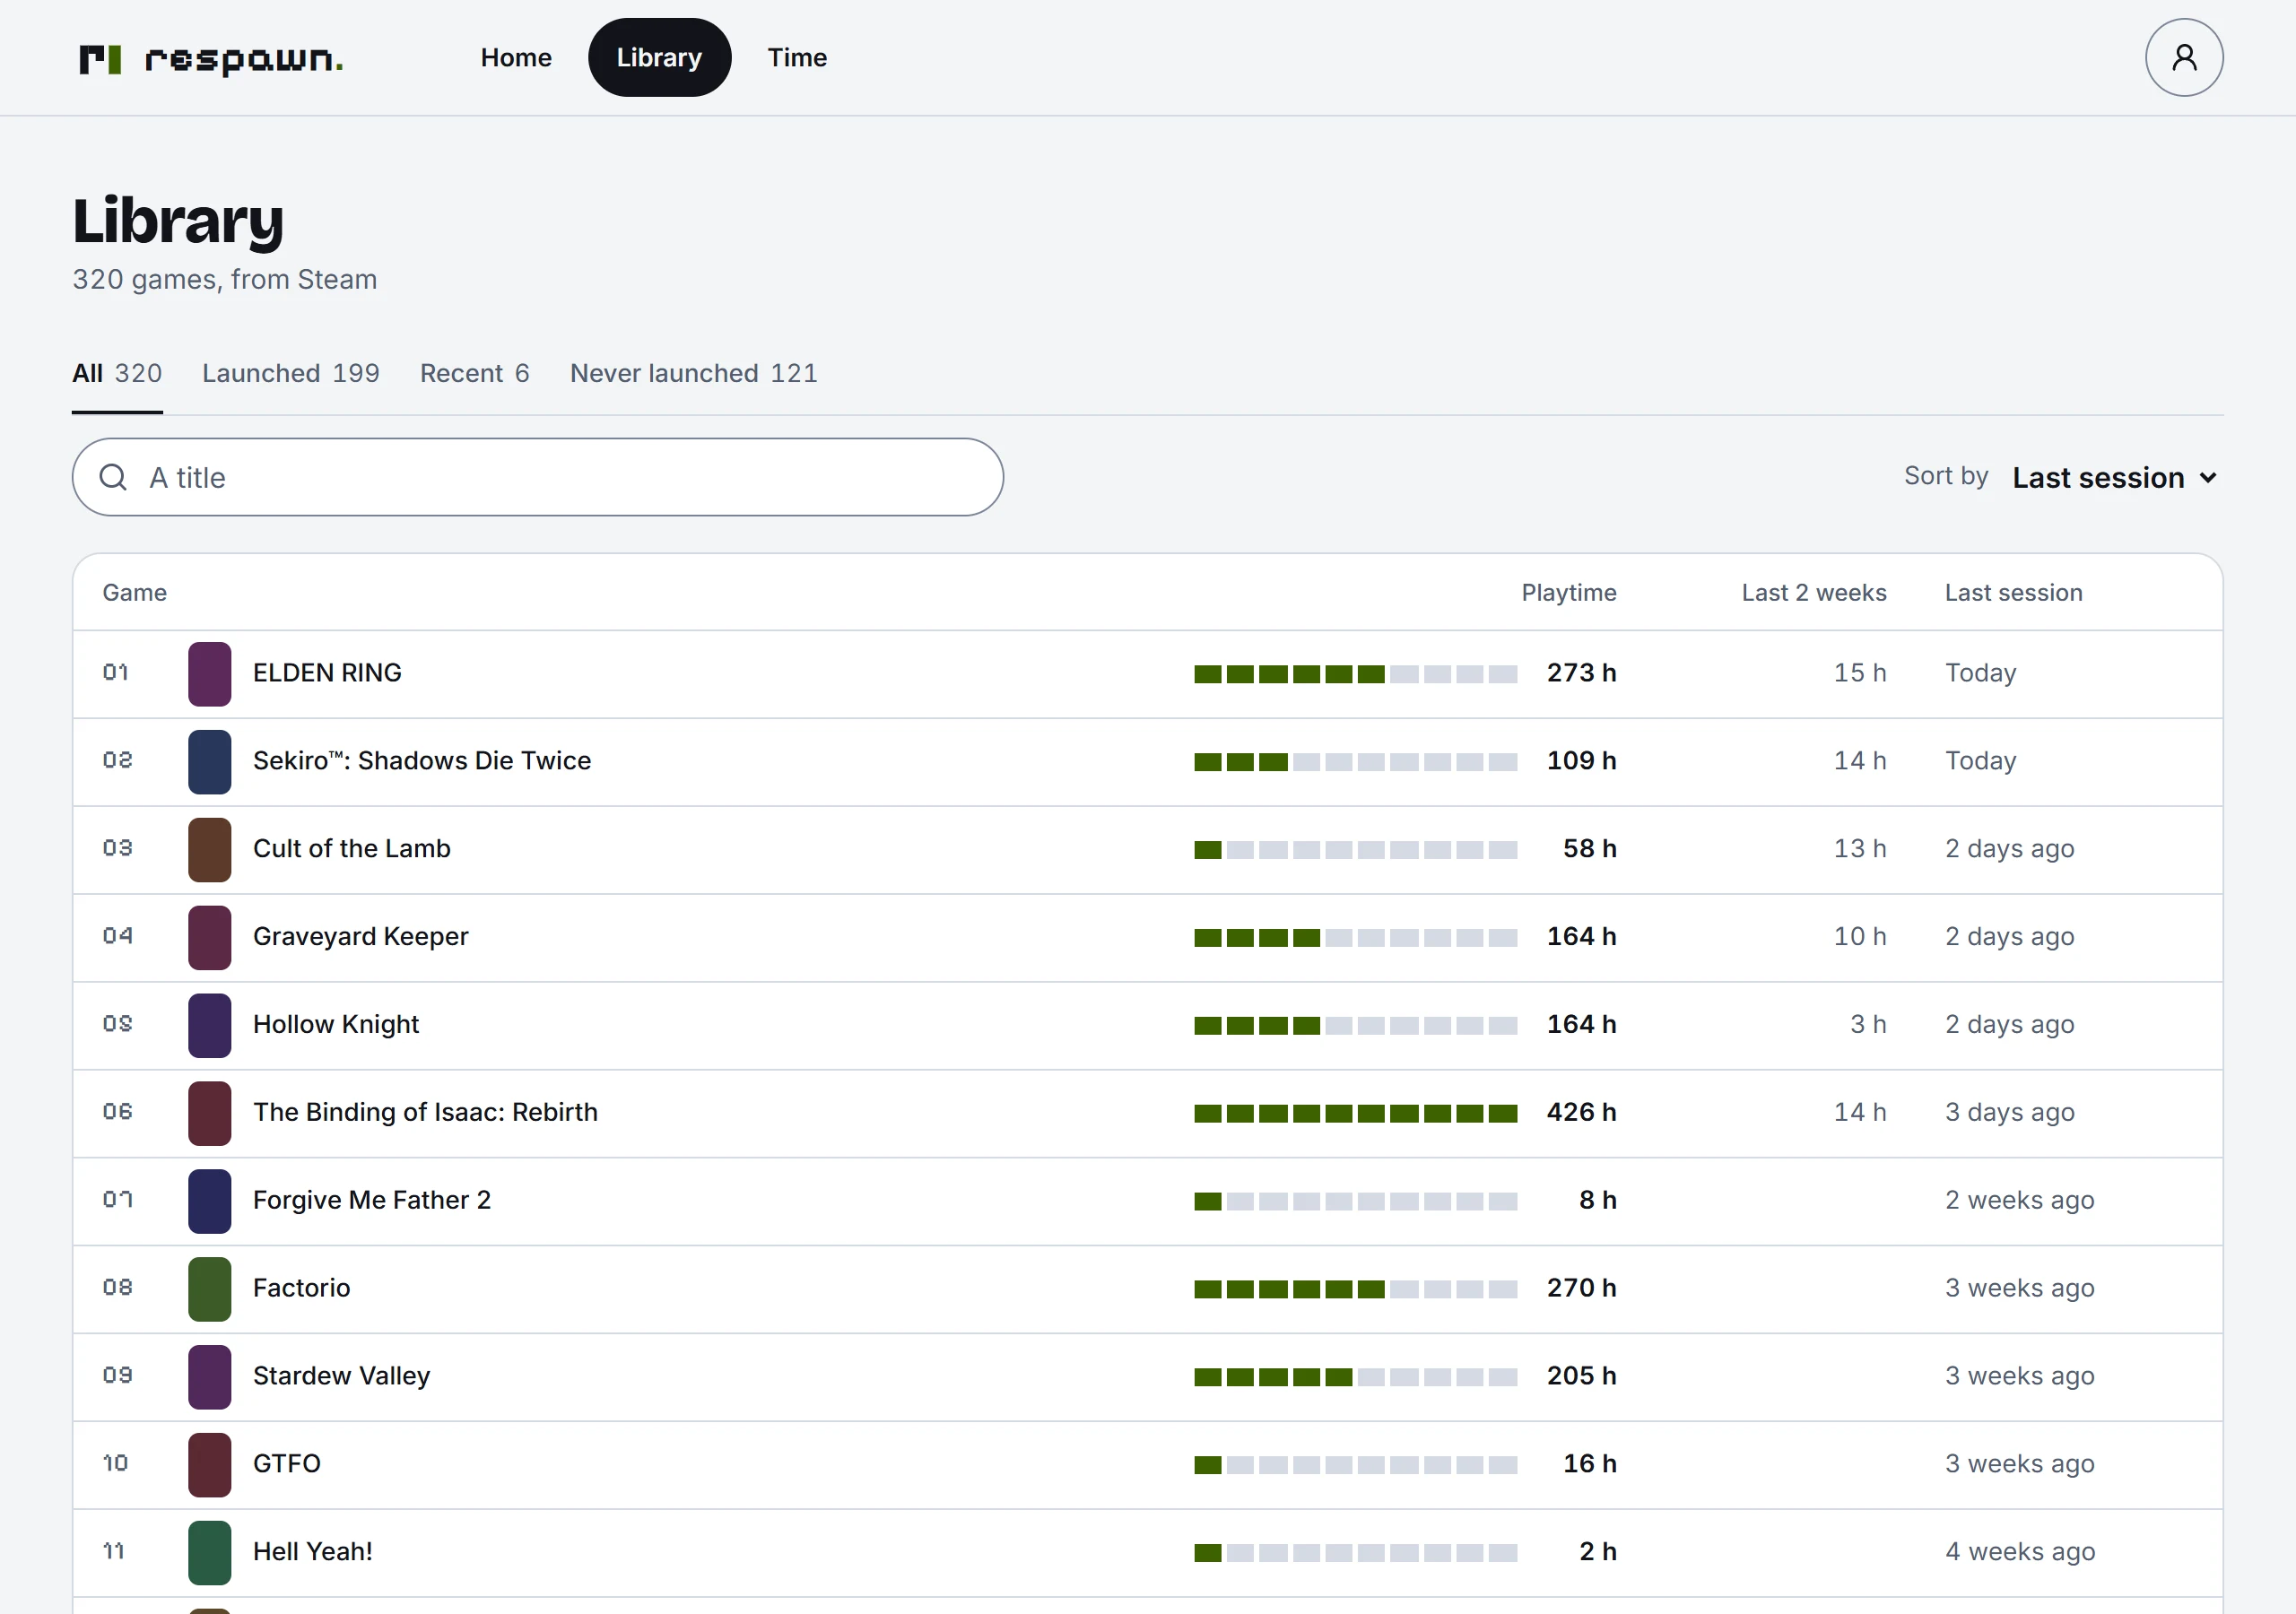 respawn.
Home Library Time
Library
320 games, from Steam
All 320 Launched 199 Recent 6 Never launched 121
A title
Sort by Last session
Game Playtime Last 2 weeks Last session
01 ELDEN RING 273 h 15 h Today
02 Sekiro™: Shadows Die Twice 109 h 14 h Today
03 Cult of the Lamb 58 h 13 h 2 days ago
04 Graveyard Keeper 164 h 10 h 2 days ago
05 Hollow Knight 164 h 3 h 2 days ago
06 The Binding of Isaac: Rebirth 426 h 14 h 3 days ago
07 Forgive Me Father 2 8 h 2 weeks ago
08 Factorio 270 h 3 weeks ago
09 Stardew Valley 205 h 3 weeks ago
10 GTFO 16 h 3 weeks ago
11 Hell Yeah! 2 h 4 weeks ago